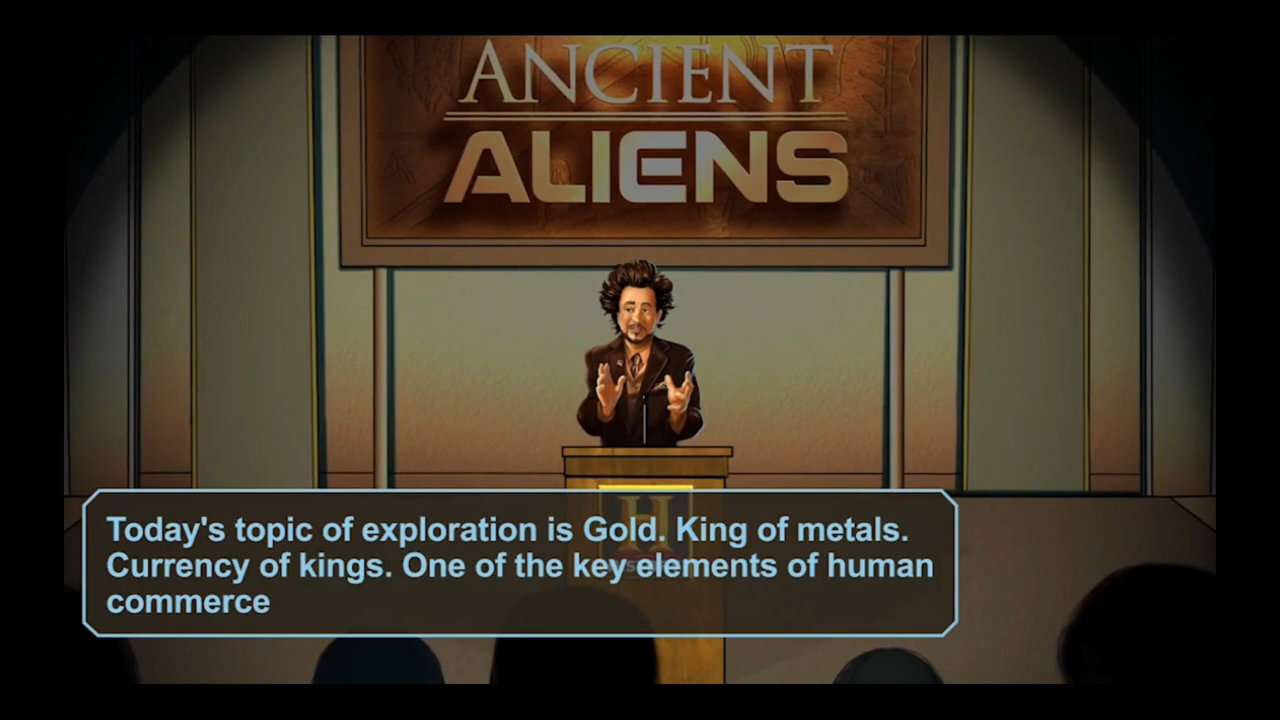 ANCIENT
ALIENS
H
Today's topic of exploration is Gold. King of metals.
Currency of kings. One of the key elements of human
commerce